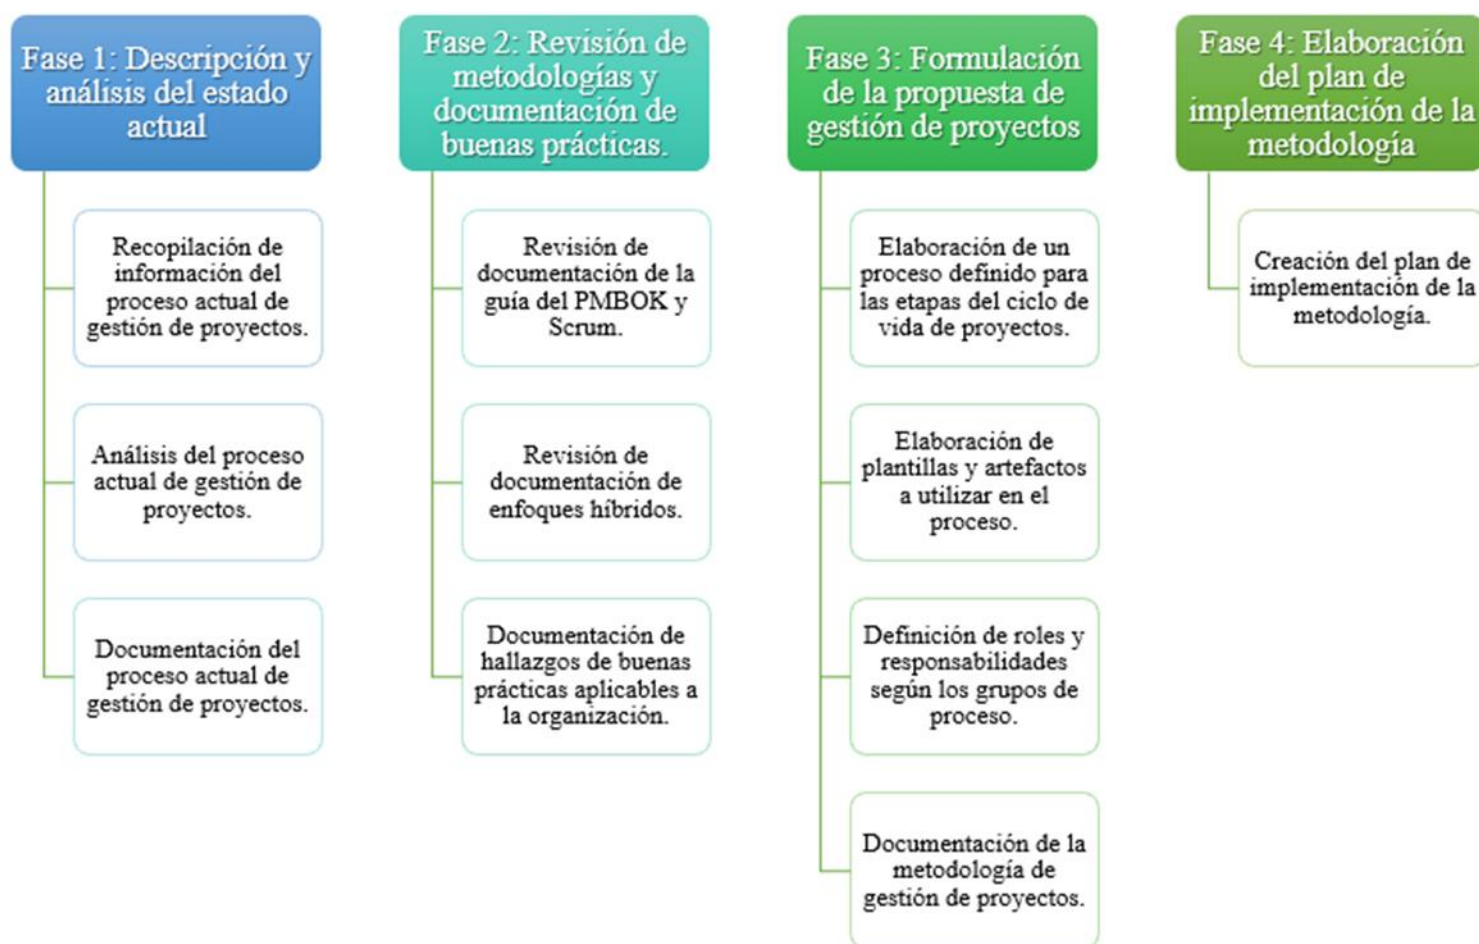 Fase 1: Descripción y
análisis del estado
actual
Recopilación de
información del
proceso actual de
gestión de proyectos.
Análisis del proceso
actual de gestión de
proyectos.
Documentación del
proceso actual de
gestión de proyectos.
Fase 2: Revisión de
metodologías y
documentación de
buenas prácticas.
Revisión de
documentación de la
guía del PMBOK y
Scrum.
Revisión de
documentación de
enfoques híbridos.
Documentación de
hallazgos de buenas
prácticas aplicables a
la organización.
Fase 3: Formulación
de la propuesta de
gestión de proyectos
Elaboración de un
proceso definido para
las etapas del ciclo de
vida de proyectos.
Elaboración de
plantillas y artefactos
a utilizar en el
proceso.
Definición de roles y
responsabilidades
según los grupos de
proceso.
Documentación de la
metodología de
gestión de proyectos.
Fase 4: Elaboración
del plan de
implementación de la
metodología
Creación del plan de
implementación de la
metodología.